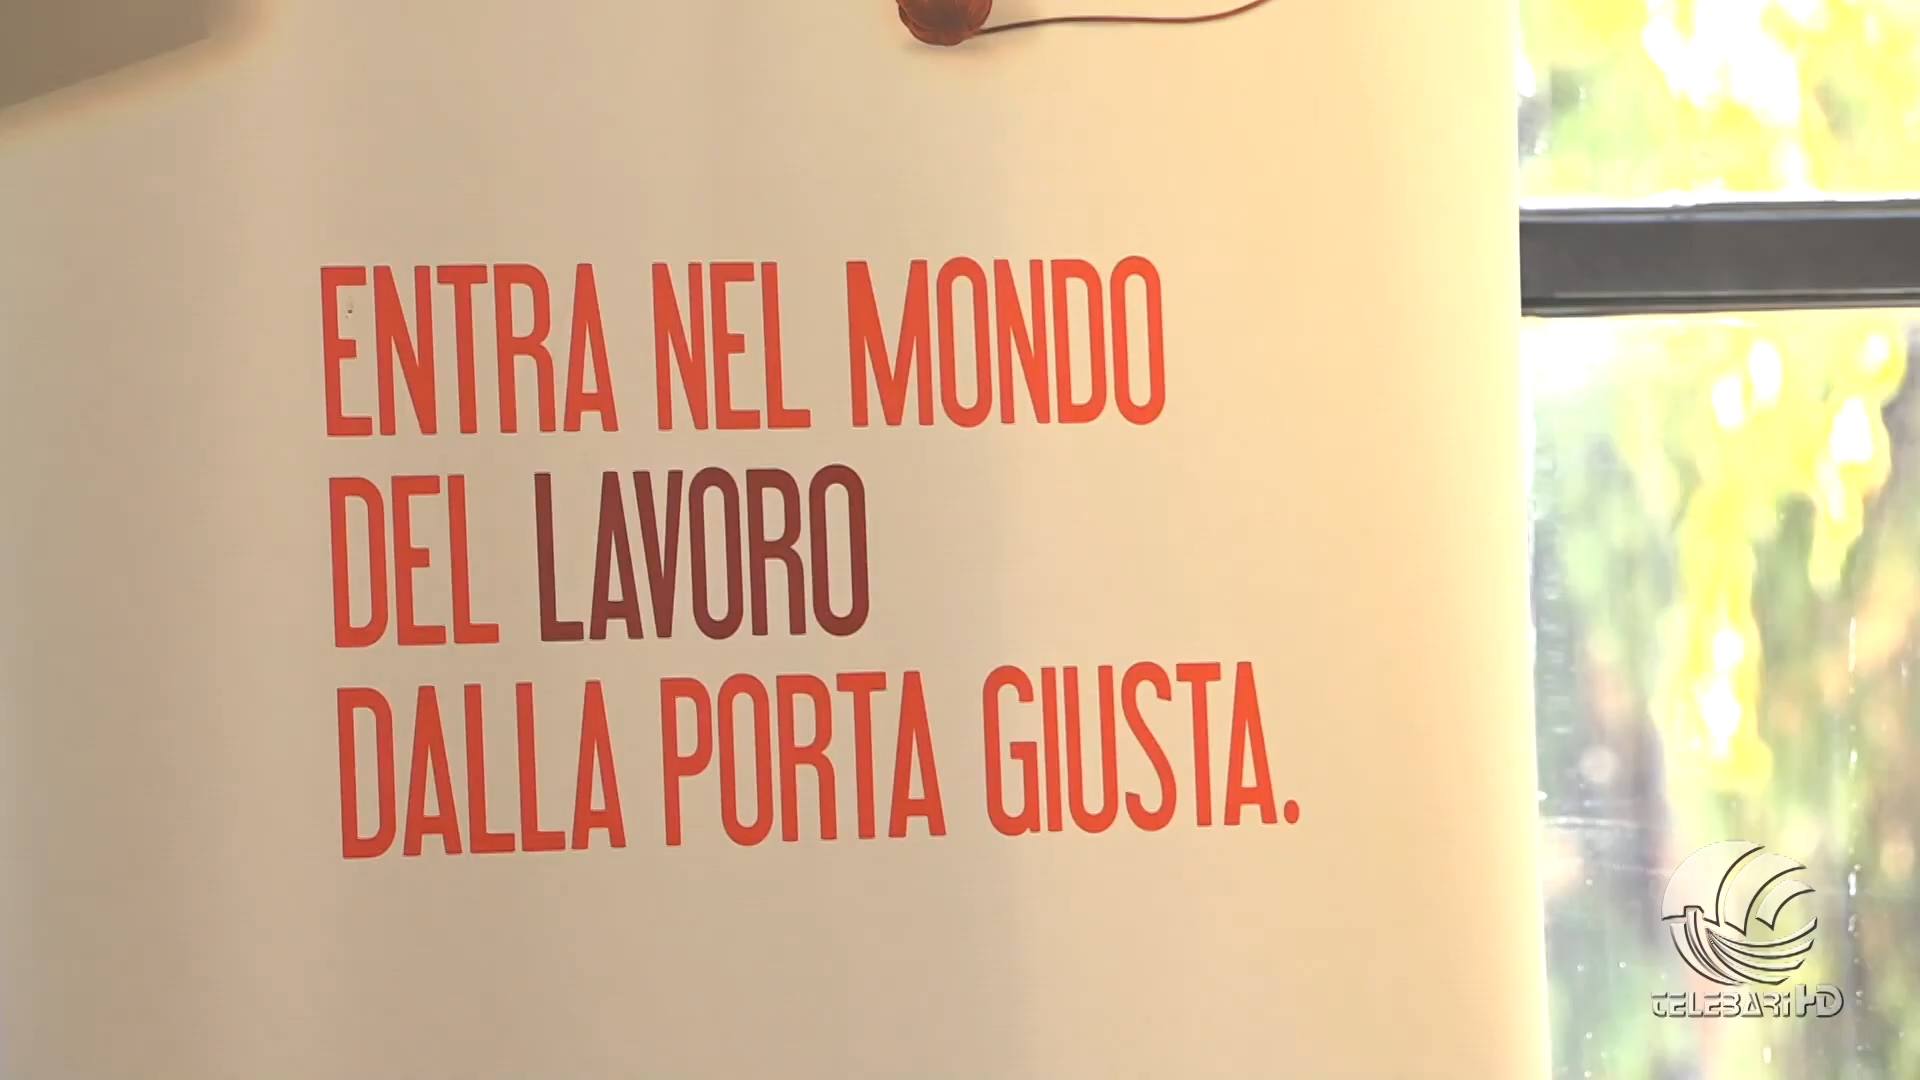 ENTRA NEL MONDO
DEL LAVORO
DALLA PORTA GIUSTA.
TELEBARI HD